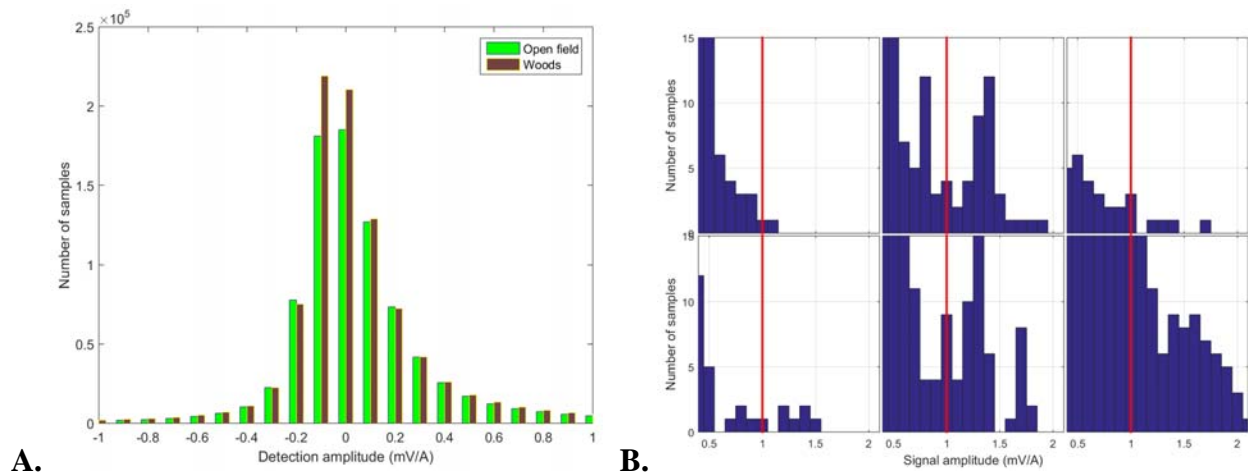 ×10⁵
2.5
2
1.5
1
0.5
0
Number of samples
Open field
Woods
-1 -0.8 -0.6 -0.4 -0.2 0 0.2 0.4 0.6 0.8 1
Detection amplitude (mV/A)
A.
15
10
5
0
Number of samples
15
10
5
0
Number of samples
0.5 1 1.5 2 0.5 1 1.5 2 0.5 1 1.5 2
Signal amplitude (mV/A)
B.